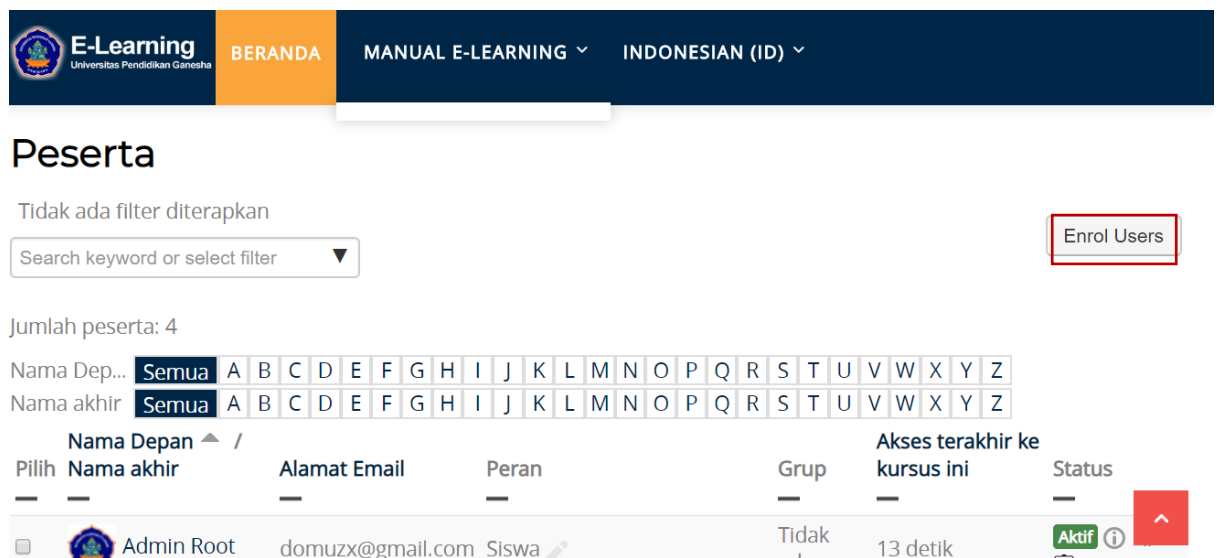 E-Learning
Universitas Pendidikan Ganesha
BERANDA
MANUAL E-LEARNING
INDONESIAN (ID)
Peserta
Tidak ada filter diterapkan
Search keyword or select filter
Enrol Users
Jumlah peserta: 4
Nama Dep... Semua A B C D E F G H I J K L M N O P Q R S T U V W X Y Z
Nama akhir Semua A B C D E F G H I J K L M N O P Q R S T U V W X Y Z
Pilih Nama Depan / Nama akhir Alamat Email Peran Grup Akses terakhir ke kursus ini Status
Admin Root domuzx@gmail.com Siswa Tidak 13 detik Aktif